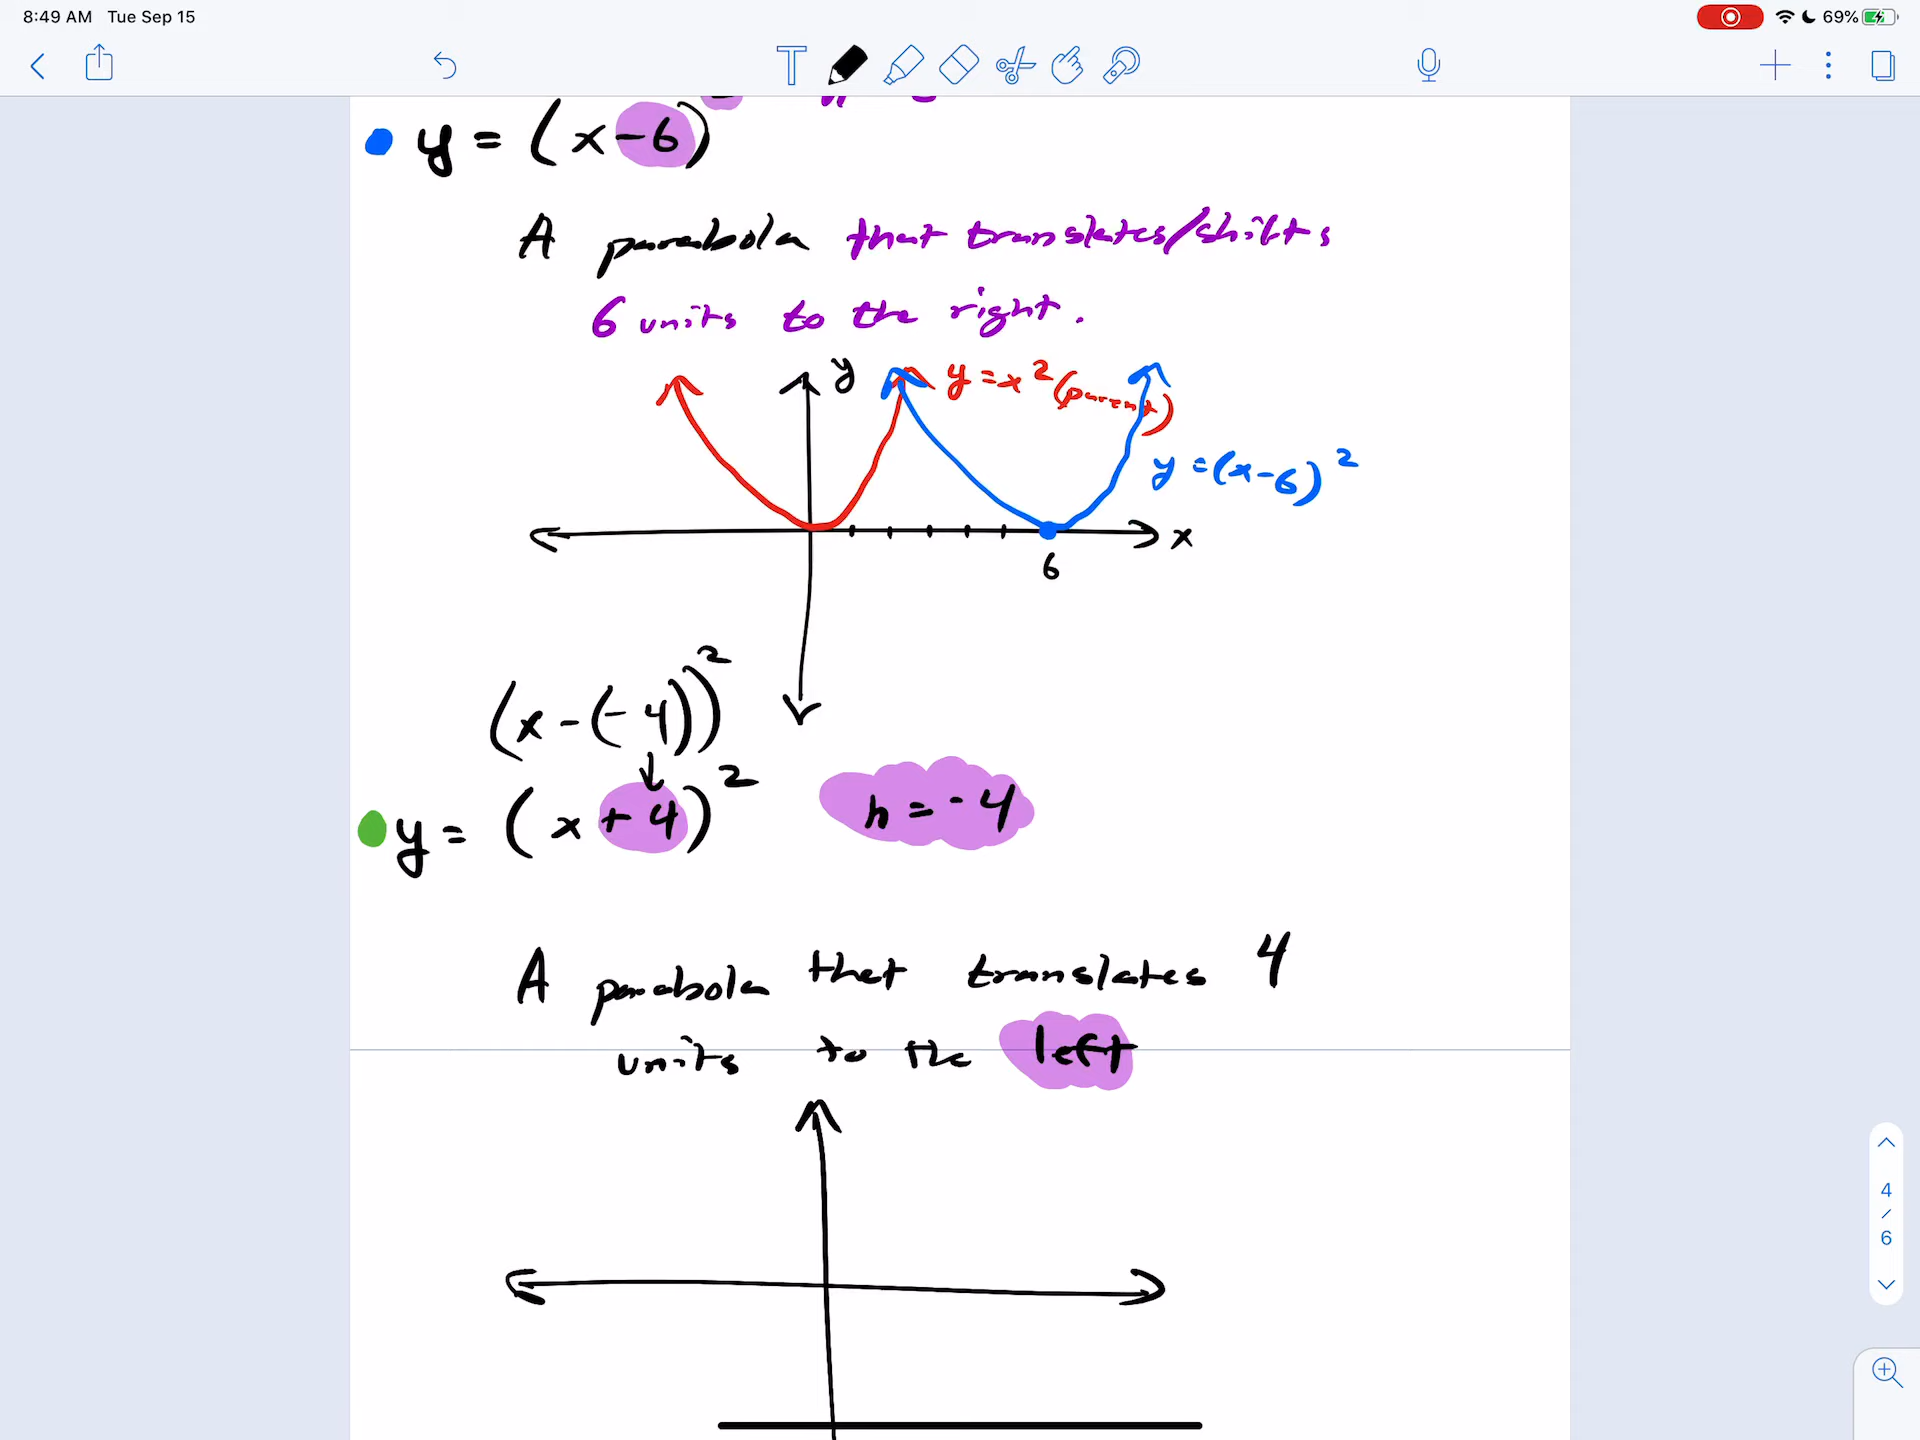 8:49 AM Tue Sep 15
69%
y = (x-6)
A parabola that translates/shifts
6 units to the right.
y
y=x²(parent)
y=(x-6)²
x
6
(x-(-4))²
y= (x+4)² h=-4
A parabola that translates 4
units to the left
4
/
6